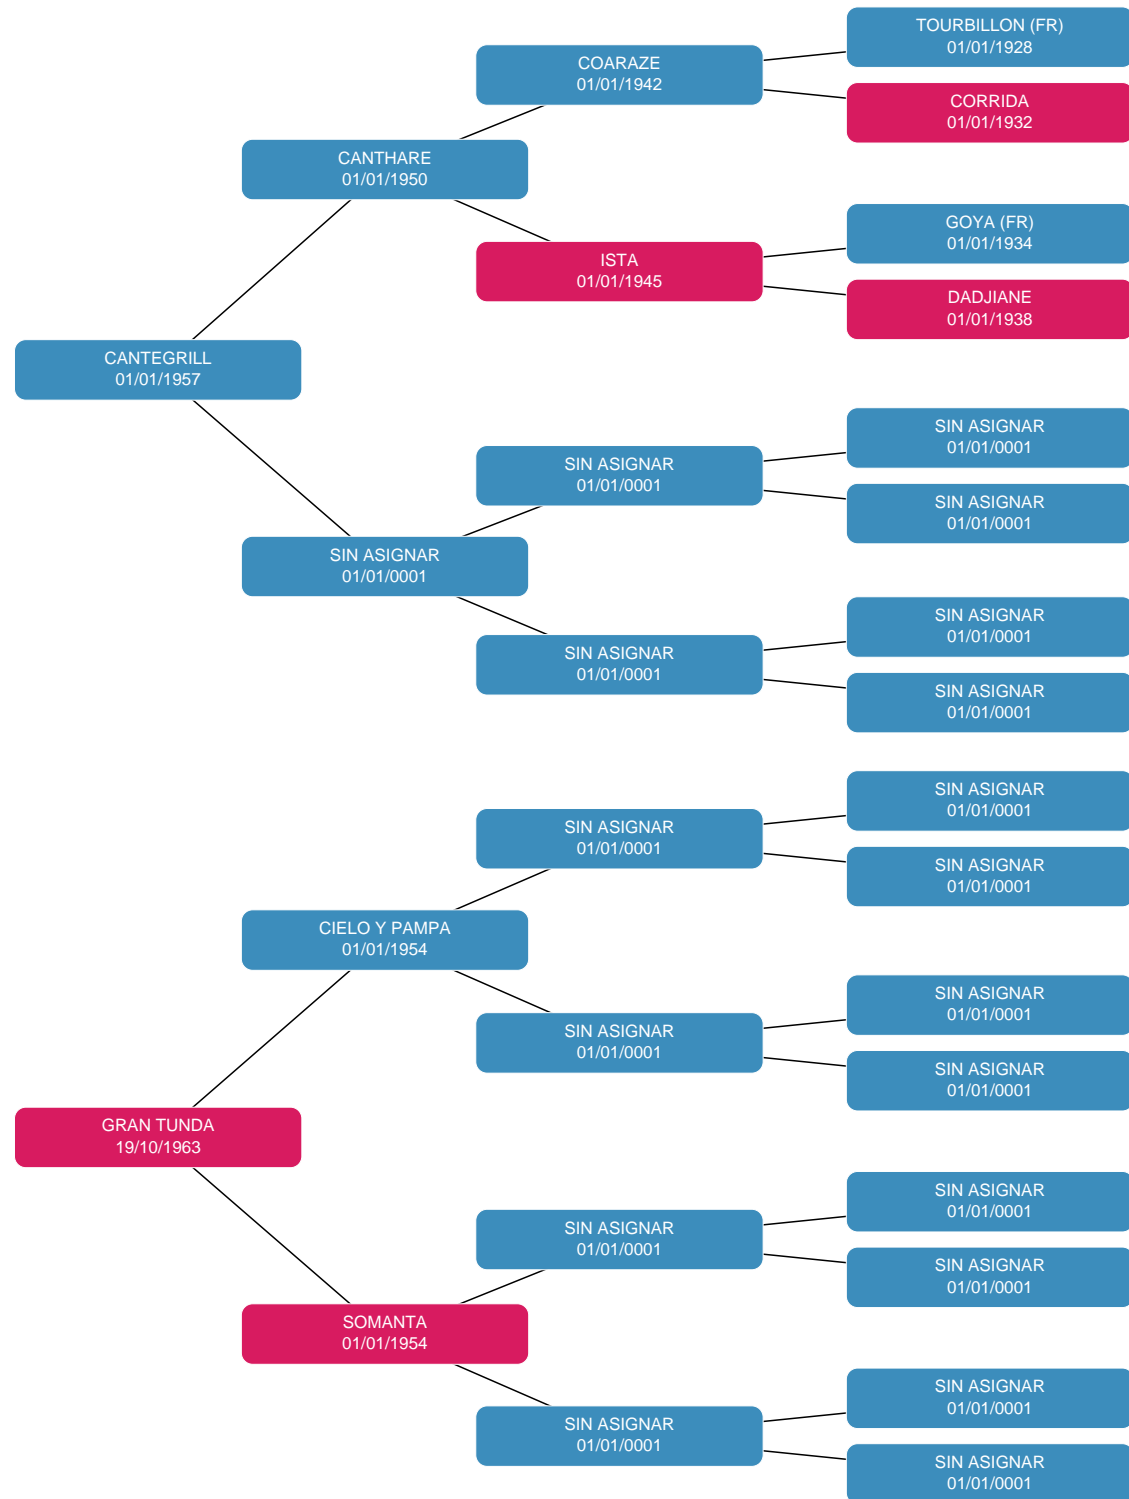 TOURBILLON (FR)
01/01/1928
COARAZE
01/01/1942
CORRIDA
01/01/1932
CANTHARE
01/01/1950
GOYA (FR)
01/01/1934
ISTA
01/01/1945
DADJIANE
01/01/1938
CANTEGRILL
01/01/1957
SIN ASIGNAR
01/01/0001
SIN ASIGNAR
01/01/0001
SIN ASIGNAR
01/01/0001
SIN ASIGNAR
01/01/0001
SIN ASIGNAR
01/01/0001
SIN ASIGNAR
01/01/0001
SIN ASIGNAR
01/01/0001
SIN ASIGNAR
01/01/0001
SIN ASIGNAR
01/01/0001
SIN ASIGNAR
01/01/0001
CIELO Y PAMPA
01/01/1954
SIN ASIGNAR
01/01/0001
SIN ASIGNAR
01/01/0001
SIN ASIGNAR
01/01/0001
GRAN TUNDA
19/10/1963
SIN ASIGNAR
01/01/0001
SIN ASIGNAR
01/01/0001
SIN ASIGNAR
01/01/0001
SOMANTA
01/01/1954
SIN ASIGNAR
01/01/0001
SIN ASIGNAR
01/01/0001
SIN ASIGNAR
01/01/0001